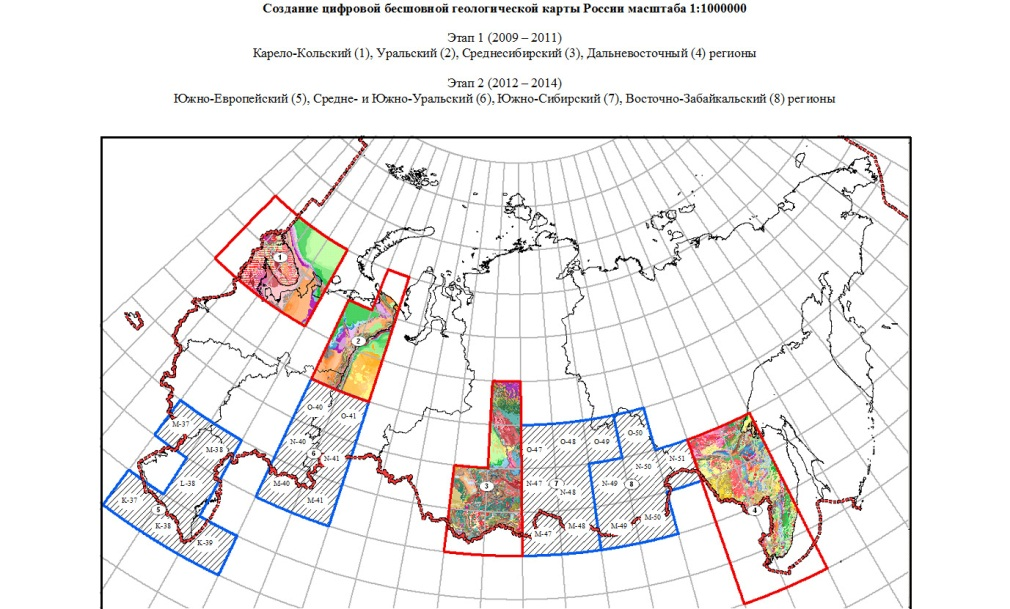 Создание цифровой бесшовной геологической карты России масштаба 1:1000000
Этап 1 (2009 – 2011)
Карело-Кольский (1), Уральский (2), Среднесибирский (3), Дальневосточный (4) регионы
Этап 2 (2012 – 2014)
Южно-Европейский (5), Средне- и Южно-Уральский (6), Южно-Сибирский (7), Восточно-Забайкальский (8) регионы
1
2
O-40
O-41
M-37
O-50
M-38
N-40
O-47
O-48
O-49
6
N-41
N-51
N-50
L-38
M-40
3
N-47
7
N-48
N-49
8
K-37
M-41
5
4
K-38
M-48
M-49
M-50
M-47
K-39